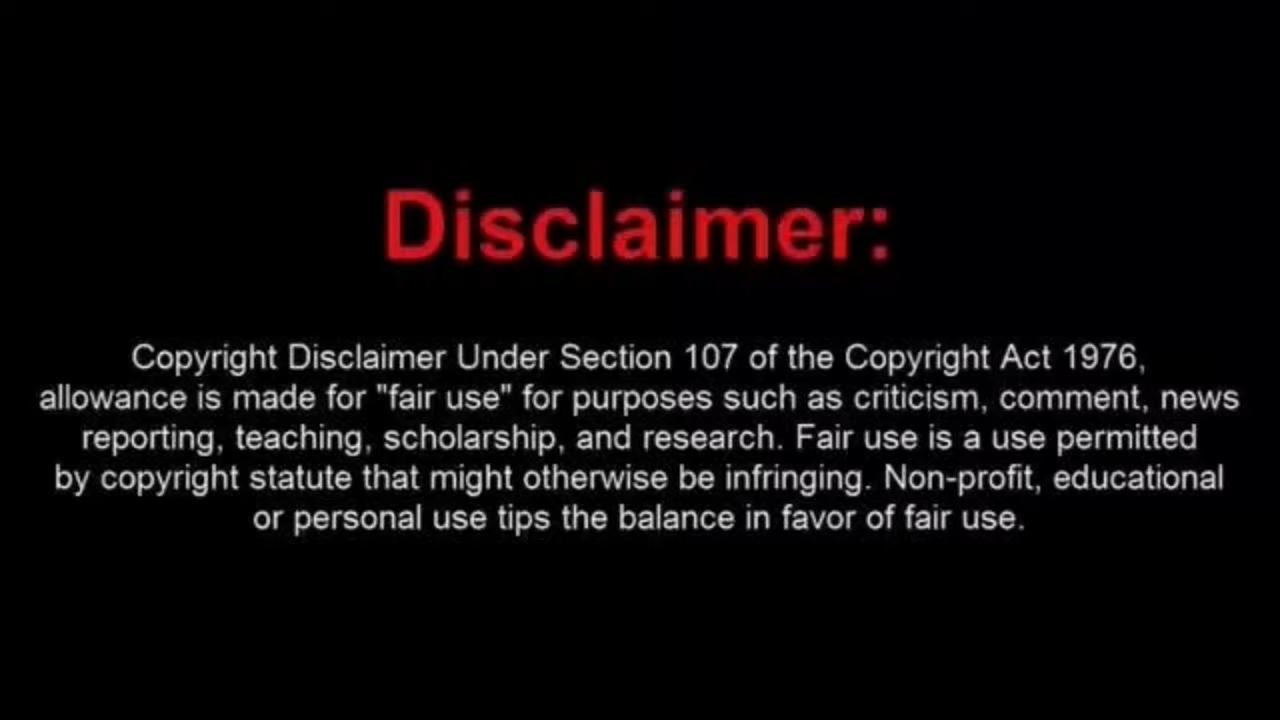 Disclaimer:
Copyright Disclaimer Under Section 107 of the Copyright Act 1976,
allowance is made for "fair use" for purposes such as criticism, comment, news
reporting, teaching, scholarship, and research. Fair use is a use permitted
by copyright statute that might otherwise be infringing. Non-profit, educational
or personal use tips the balance in favor of fair use.